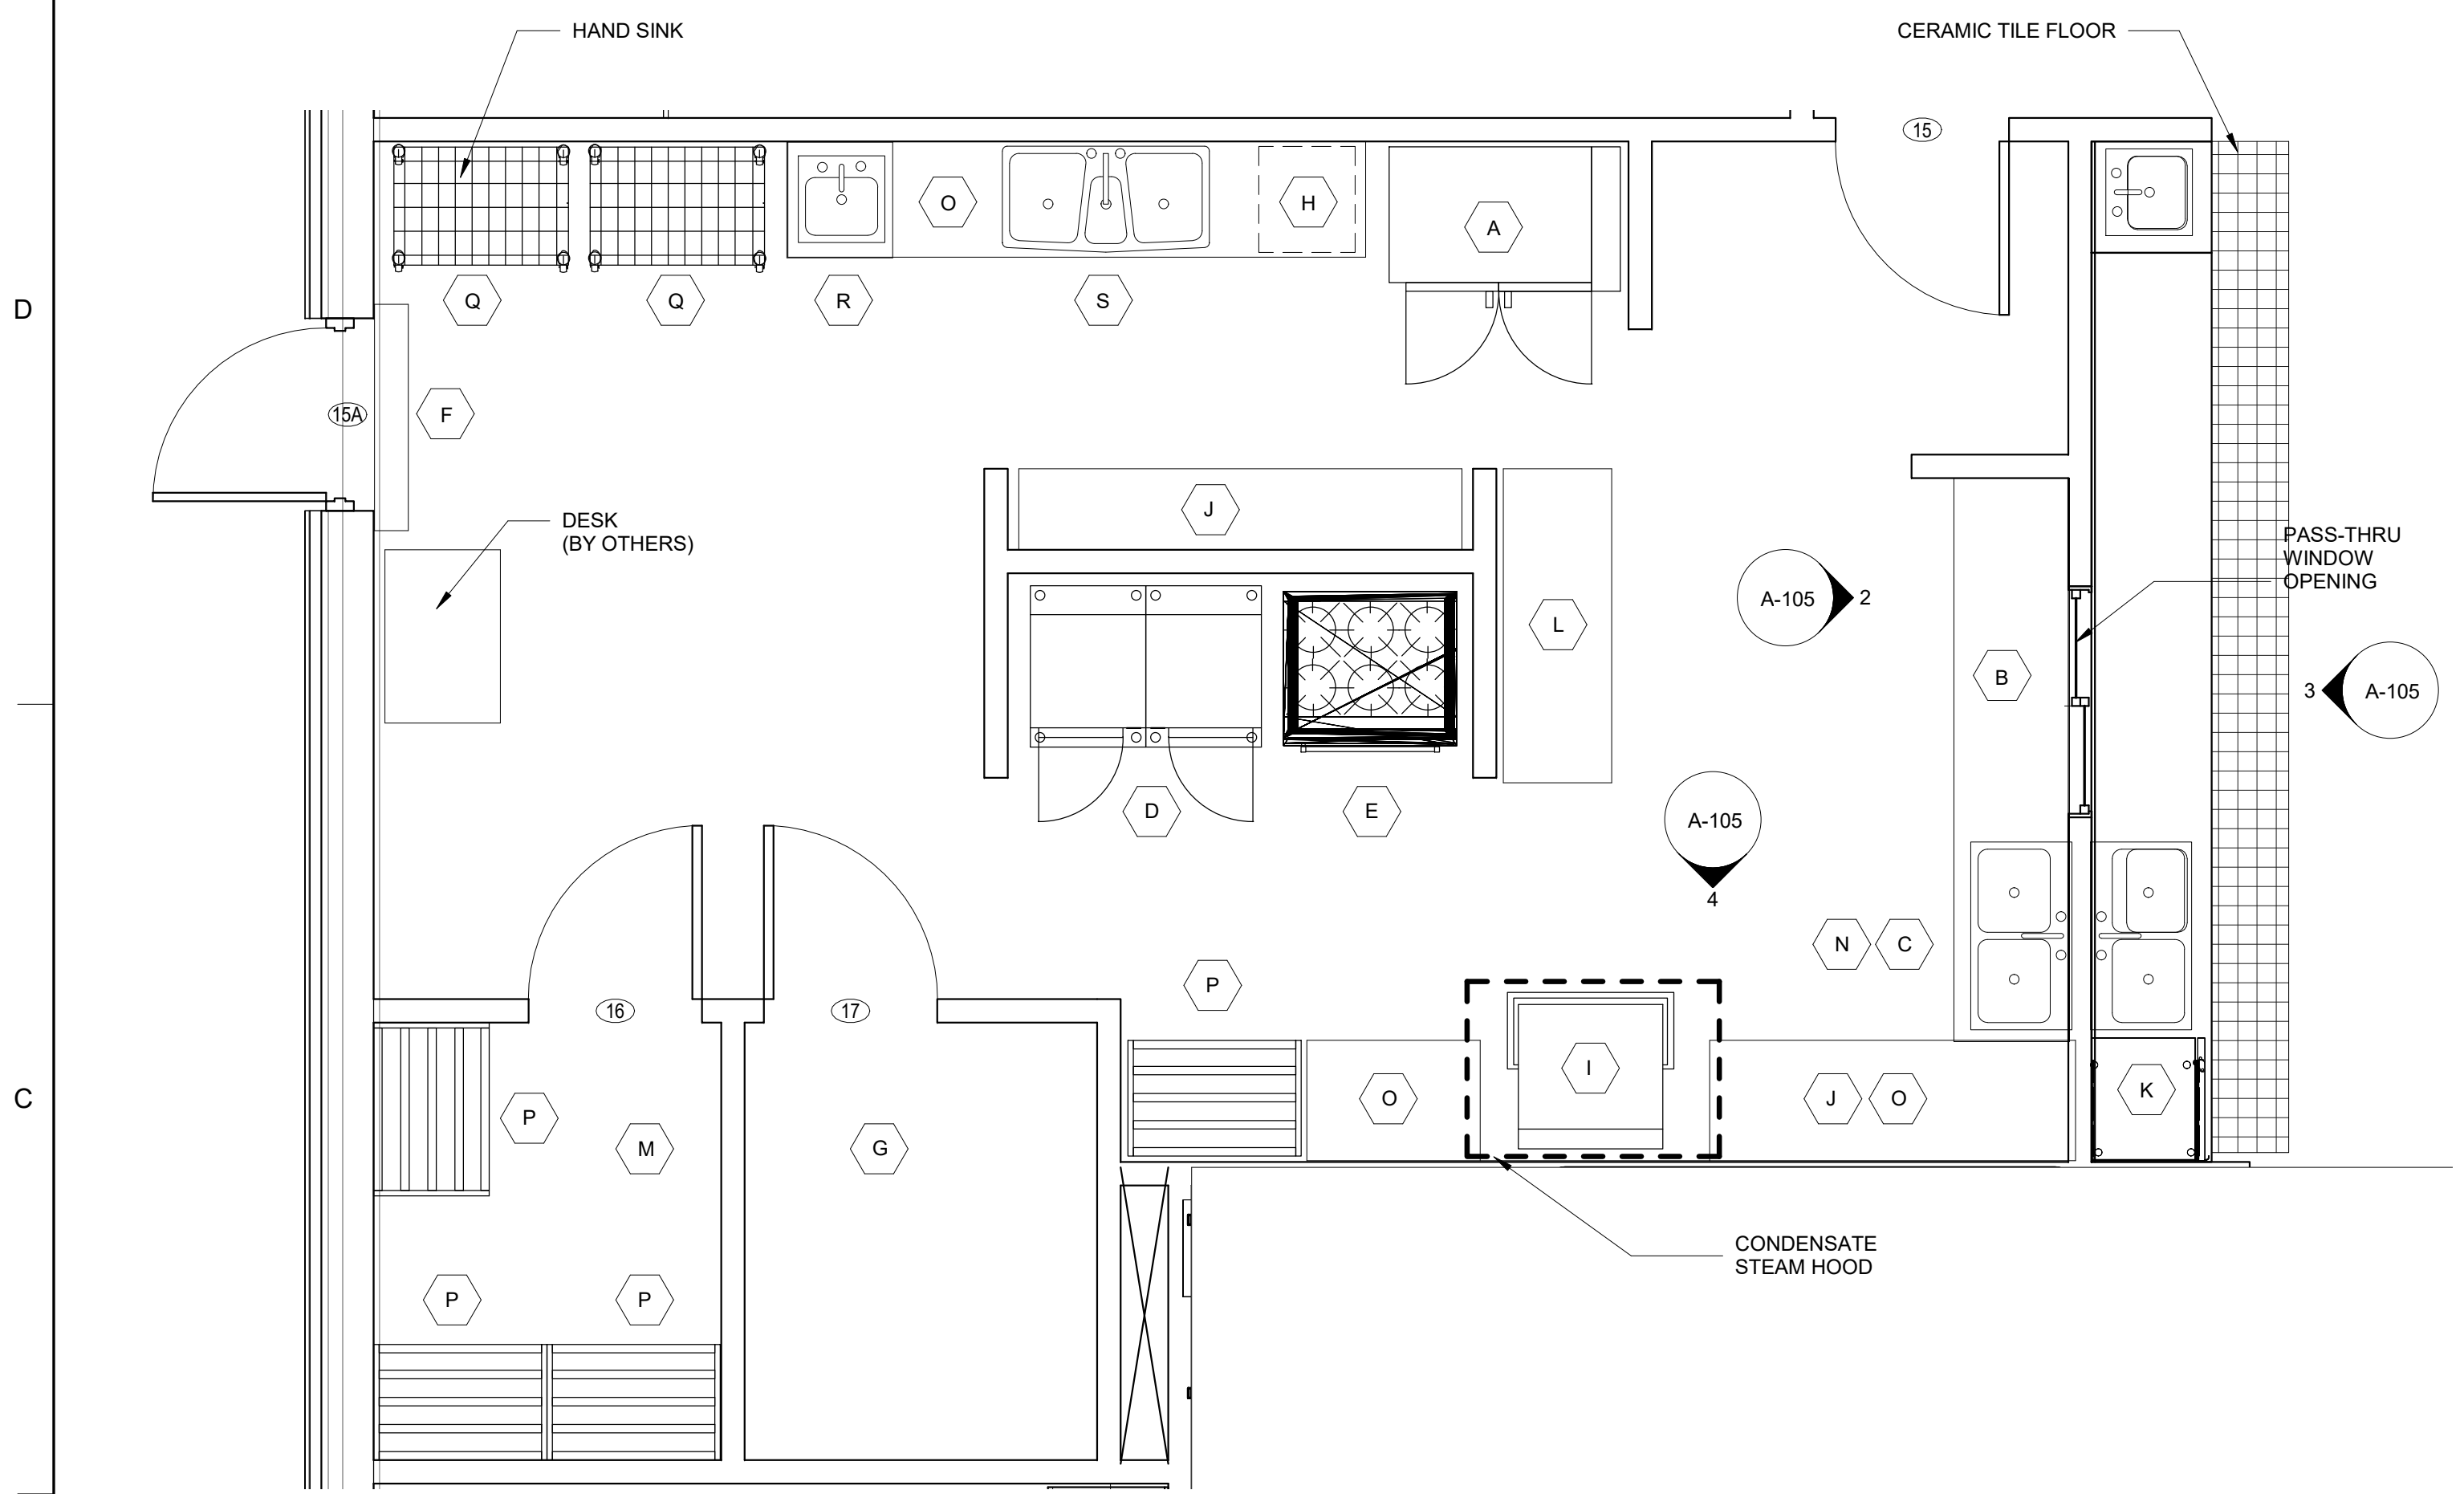 HAND SINK
CERAMIC TILE FLOOR
15
O
H
A
D
Q
Q
R
S
15A
F
J
DESK
(BY OTHERS)
PASS-THRU
WINDOW
OPENING
A-105
2
L
B
3
A-105
D
E
A-105
4
N
C
P
16
17
I
K
C
O
J
O
P
M
G
CONDENSATE
STEAM HOOD
P
P